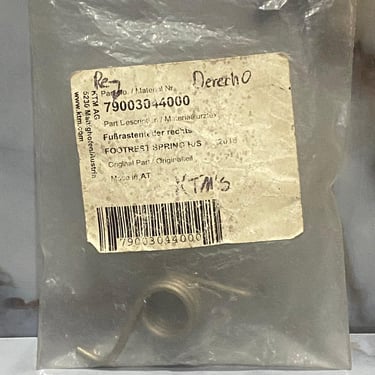 Derecho
Part No. / Material Nr.
79003044000
Part Description / Materialkurztext
Fußrastenfeder rechts
FOOTREST SPRING R/S 2018
Original Part / Originalteil
Made in AT
KTM'S
79003044000
KTM AG
5230 Mattighofen/Austria
www.ktm.com